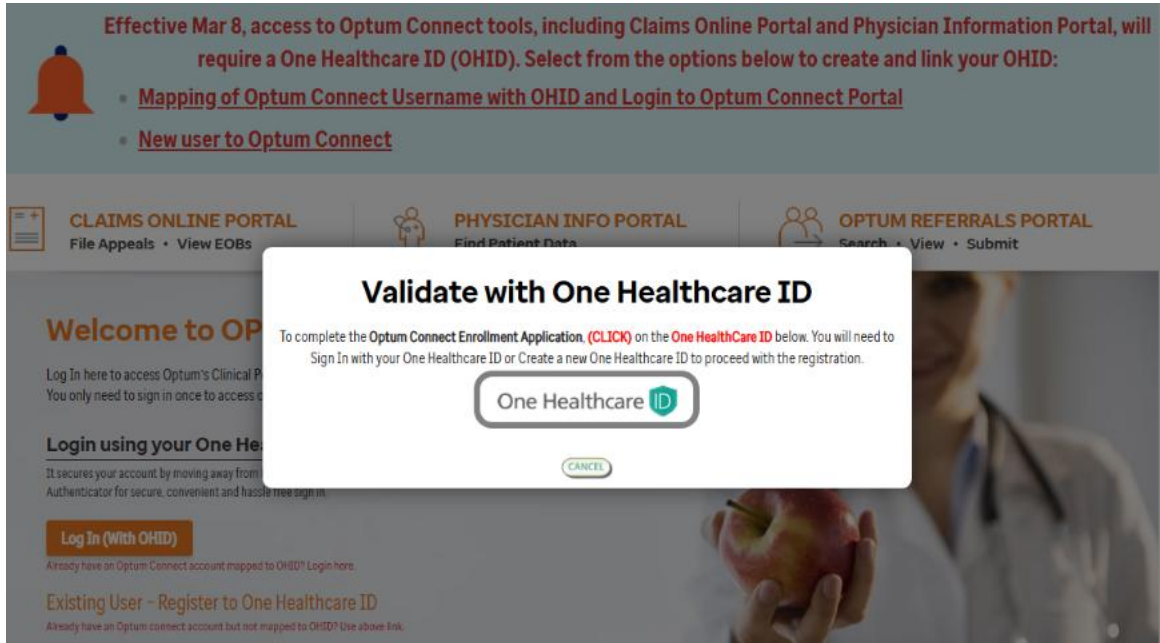 Effective Mar 8, access to Optum Connect tools, including Claims Online Portal and Physician Information Portal, will
require a One Healthcare ID (OHID). Select from the options below to create and link your OHID:
Mapping of Optum Connect Username with OHID and Login to Optum Connect Portal
New user to Optum Connect
CLAIMS ONLINE PORTAL
File Appeals • View EOBs
PHYSICIAN INFO PORTAL
Find Patient Data
OPTUM REFERRALS PORTAL
Search • View • Submit
Validate with One Healthcare ID
To complete the Optum Connect Enrollment Application, (CLICK) on the One HealthCare ID below. You will need to
Sign In with your One Healthcare ID or Create a new One Healthcare ID to proceed with the registration.
One Healthcare ID
CANCEL
Welcome to OP
Log In here to access Optum's Clinical P
You only need to sign in once to access
Login using your One He
It secures your account by moving away from
Authenticator for secure, convenient and hassle free sign in.
Log In (With OHID)
Already have an Optum Connect account mapped to OHID? Login here.
Existing User - Register to One Healthcare ID
Already have an Optum connect account but not mapped to OHID? Use above link.